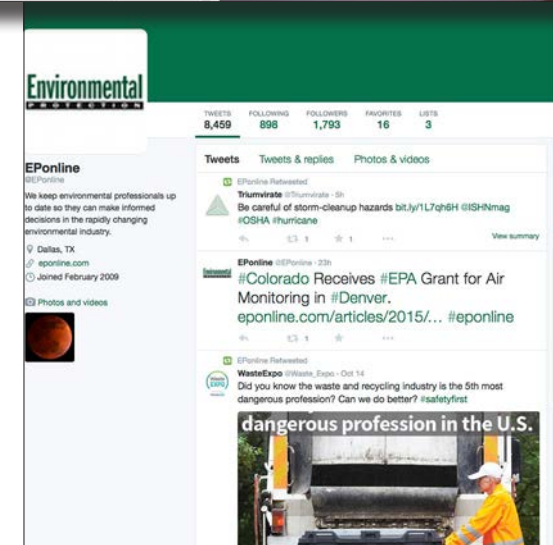 Environmental
PROTECTION
TWEETS
8,459
FOLLOWING
898
FOLLOWERS
1,793
FAVORITES
16
LISTS
3
EPonline
@EPonline
We keep environmental professionals up
to date so they can make informed
decisions in the rapidly changing
environmental industry.
Dallas, TX
eponline.com
Joined February 2009
Photos and videos
Tweets Tweets & replies Photos & videos
EPonline Retweeted
Triumvirate @Triumvirate · 5h
Be careful of storm-cleanup hazards bit.ly/1L7qh6H @ISHNmag
#OSHA #hurricane
1 1 View summary
Environmental
EPonline @EPonline · 23h
#Colorado Receives #EPA Grant for Air
Monitoring in #Denver.
eponline.com/articles/2015/… #eponline
1
EPonline Retweeted
WasteExpo @Waste_Expo · Oct 14
Did you know the waste and recycling industry is the 5th most
dangerous profession? Can we do better? #safetyfirst
dangerous profession in the U.S.